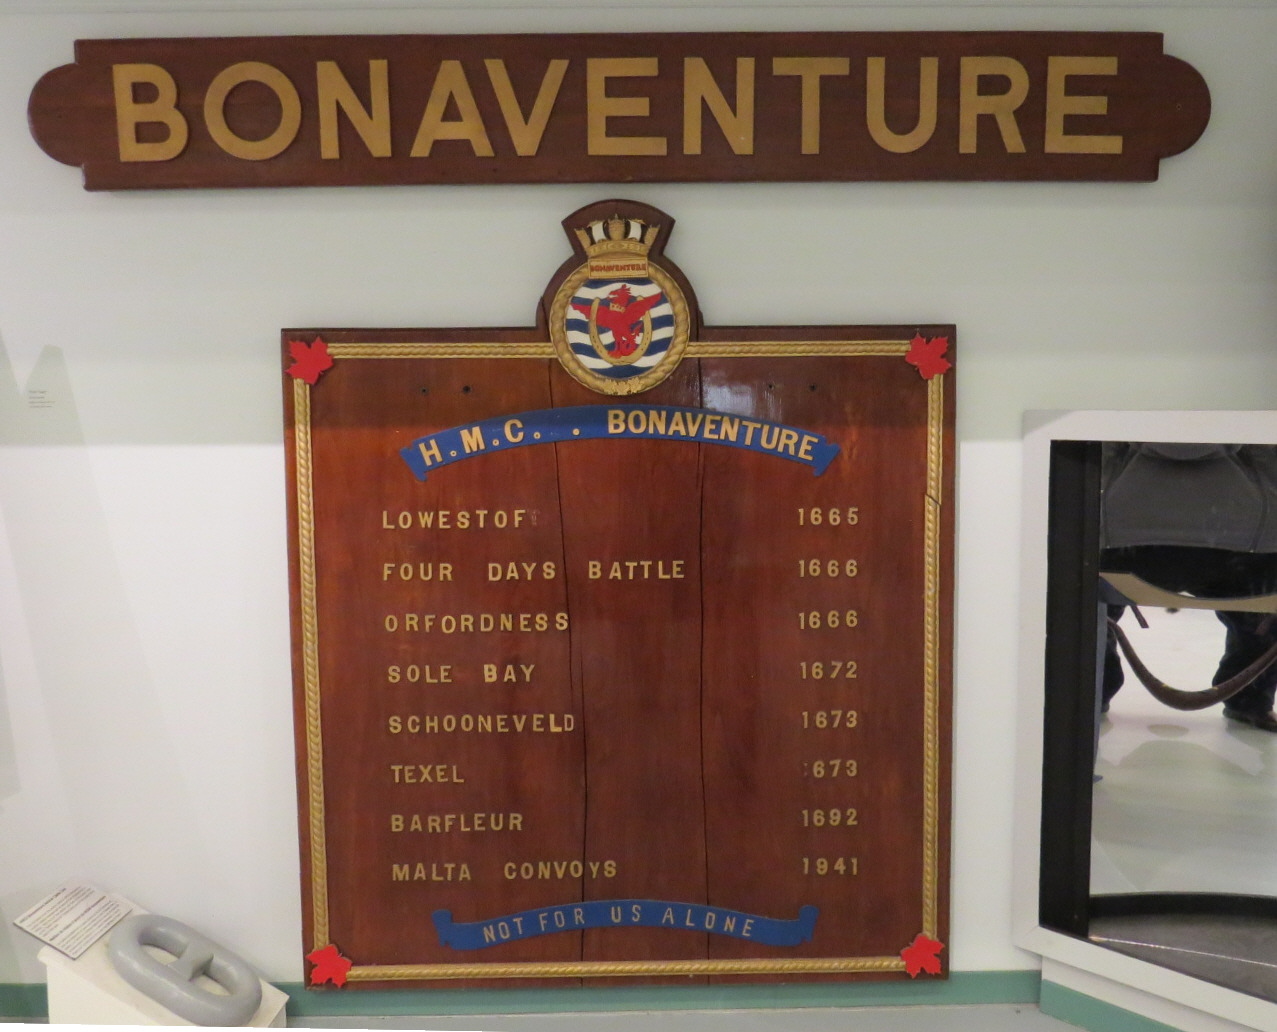 BONAVENTURE
BONAVENTURE
H.M.C. . BONAVENTURE
LOWESTOF 1665
FOUR DAYS BATTLE 1666
ORFORDNESS 1666
SOLE BAY 1672
SCHOONEVELD 1673
TEXEL 673
BARFLEUR 1692
MALTA CONVOYS 1941
NOT FOR US ALONE